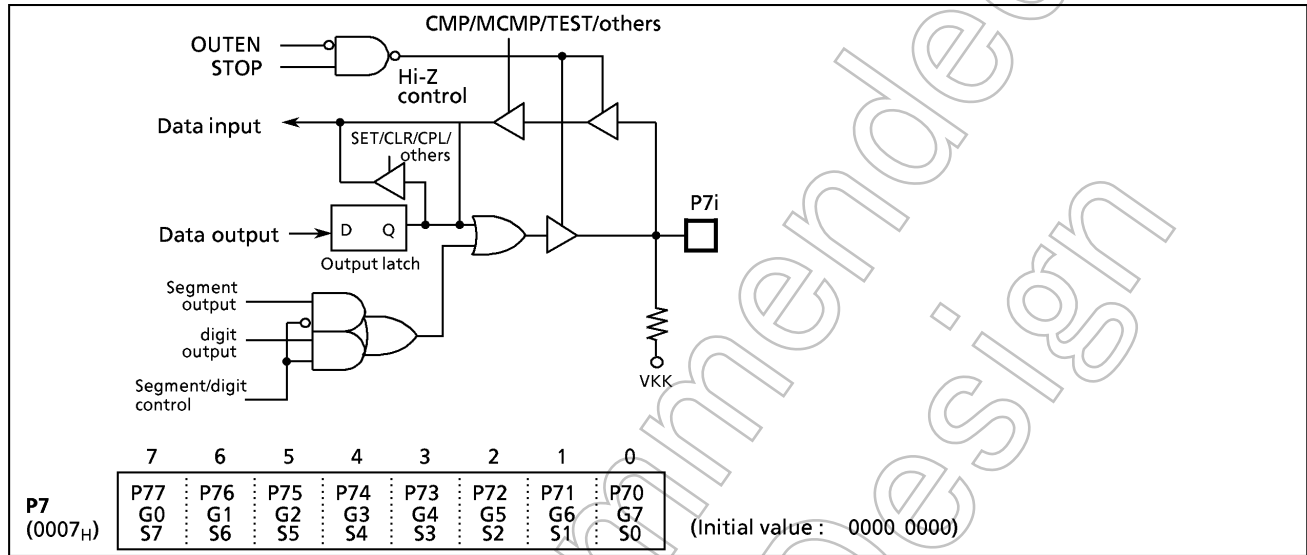 CMP/MCMP/TEST/others
OUTEN
STOP
Hi-Z
control
Data input
SET/CLR/CPL/
others
P7i
Data output
D Q
Output latch
Segment
output
digit
output
Segment/digit
control
VKK
7 6 5 4 3 2 1 0
P7
(0007H)
P77 P76 P75 P74 P73 P72 P71 P70
G0 G1 G2 G3 G4 G5 G6 G7
S7 S6 S5 S4 S3 S2 S1 S0
(Initial value : 0000 0000)
mmended
esign